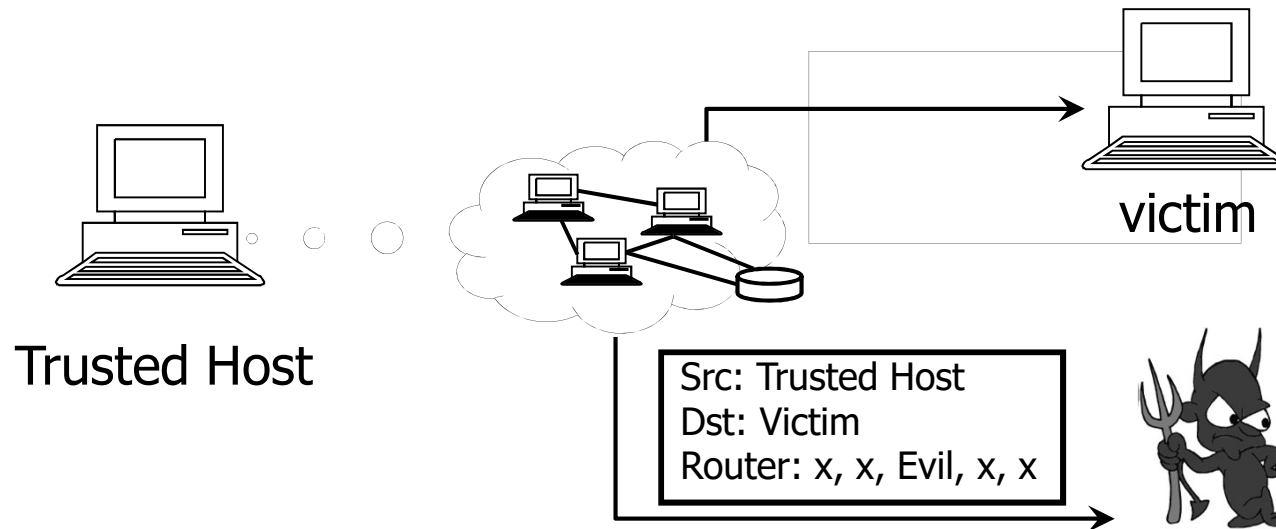 victim
Trusted Host
Src: Trusted Host
Dst: Victim
Router: x, x, Evil, x, x